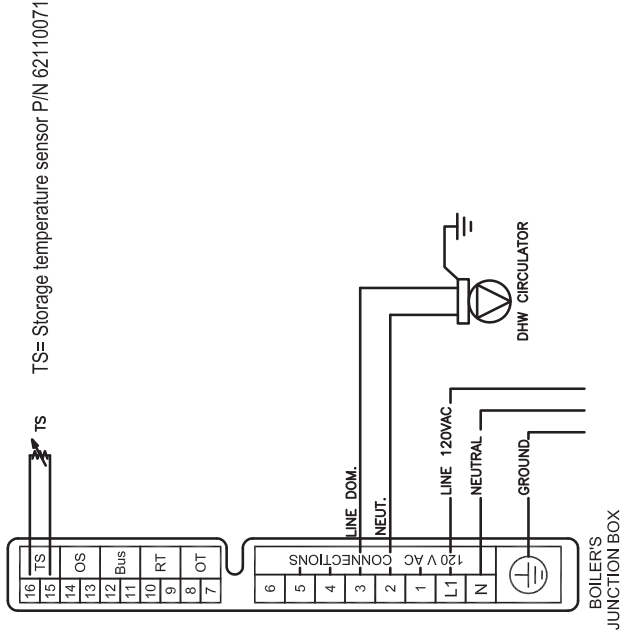 TS= Storage temperature sensor P/N 62110071
TS
16
15
TS
14
13
OS
12
11
Bus
10
9
RT
8
7
OT
6
5
4
3
2
1
L1
N
120 V AC CONNECTIONS
LINE DOM.
NEUT.
LINE 120VAC
NEUTRAL
GROUND
DHW CIRCULATOR
BOILER'S
JUNCTION BOX